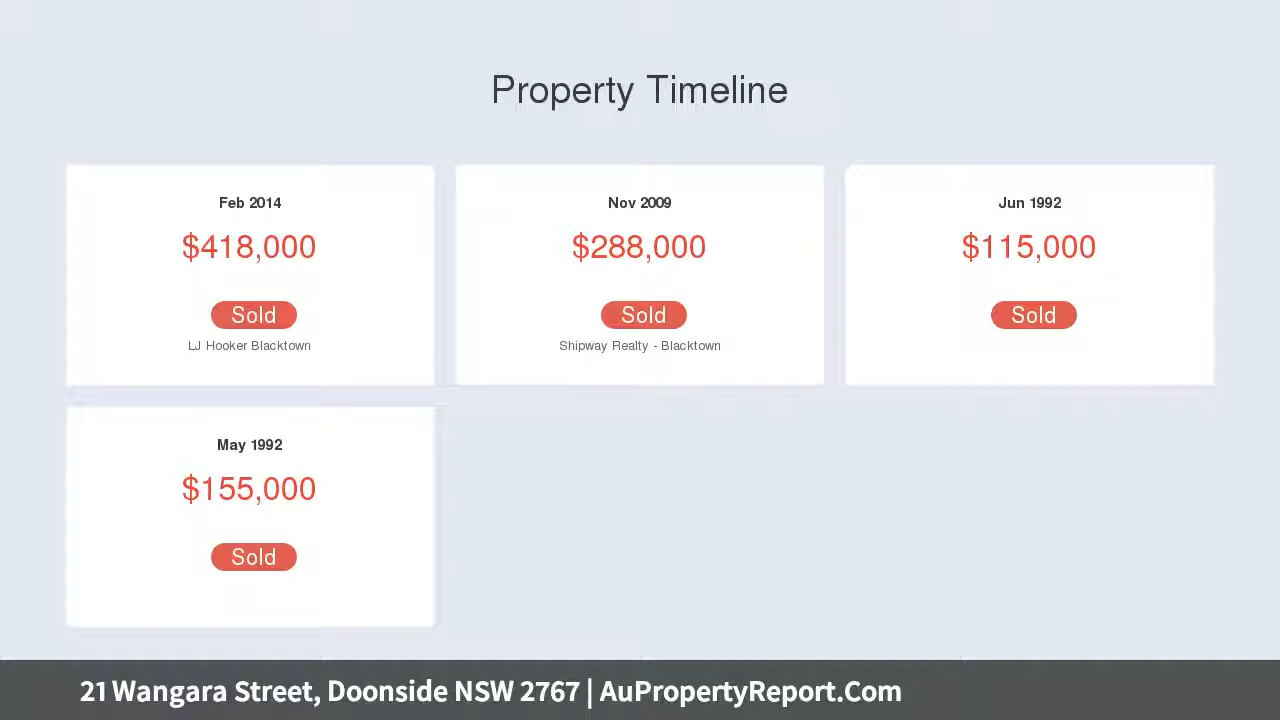 Property Timeline
Feb 2014
$418,000
Sold
LJ Hooker Blacktown
Nov 2009
$288,000
Sold
Shipway Realty - Blacktown
Jun 1992
$115,000
Sold
May 1992
$155,000
Sold
21 Wangara Street, Doonside NSW 2767 | AuPropertyReport.Com